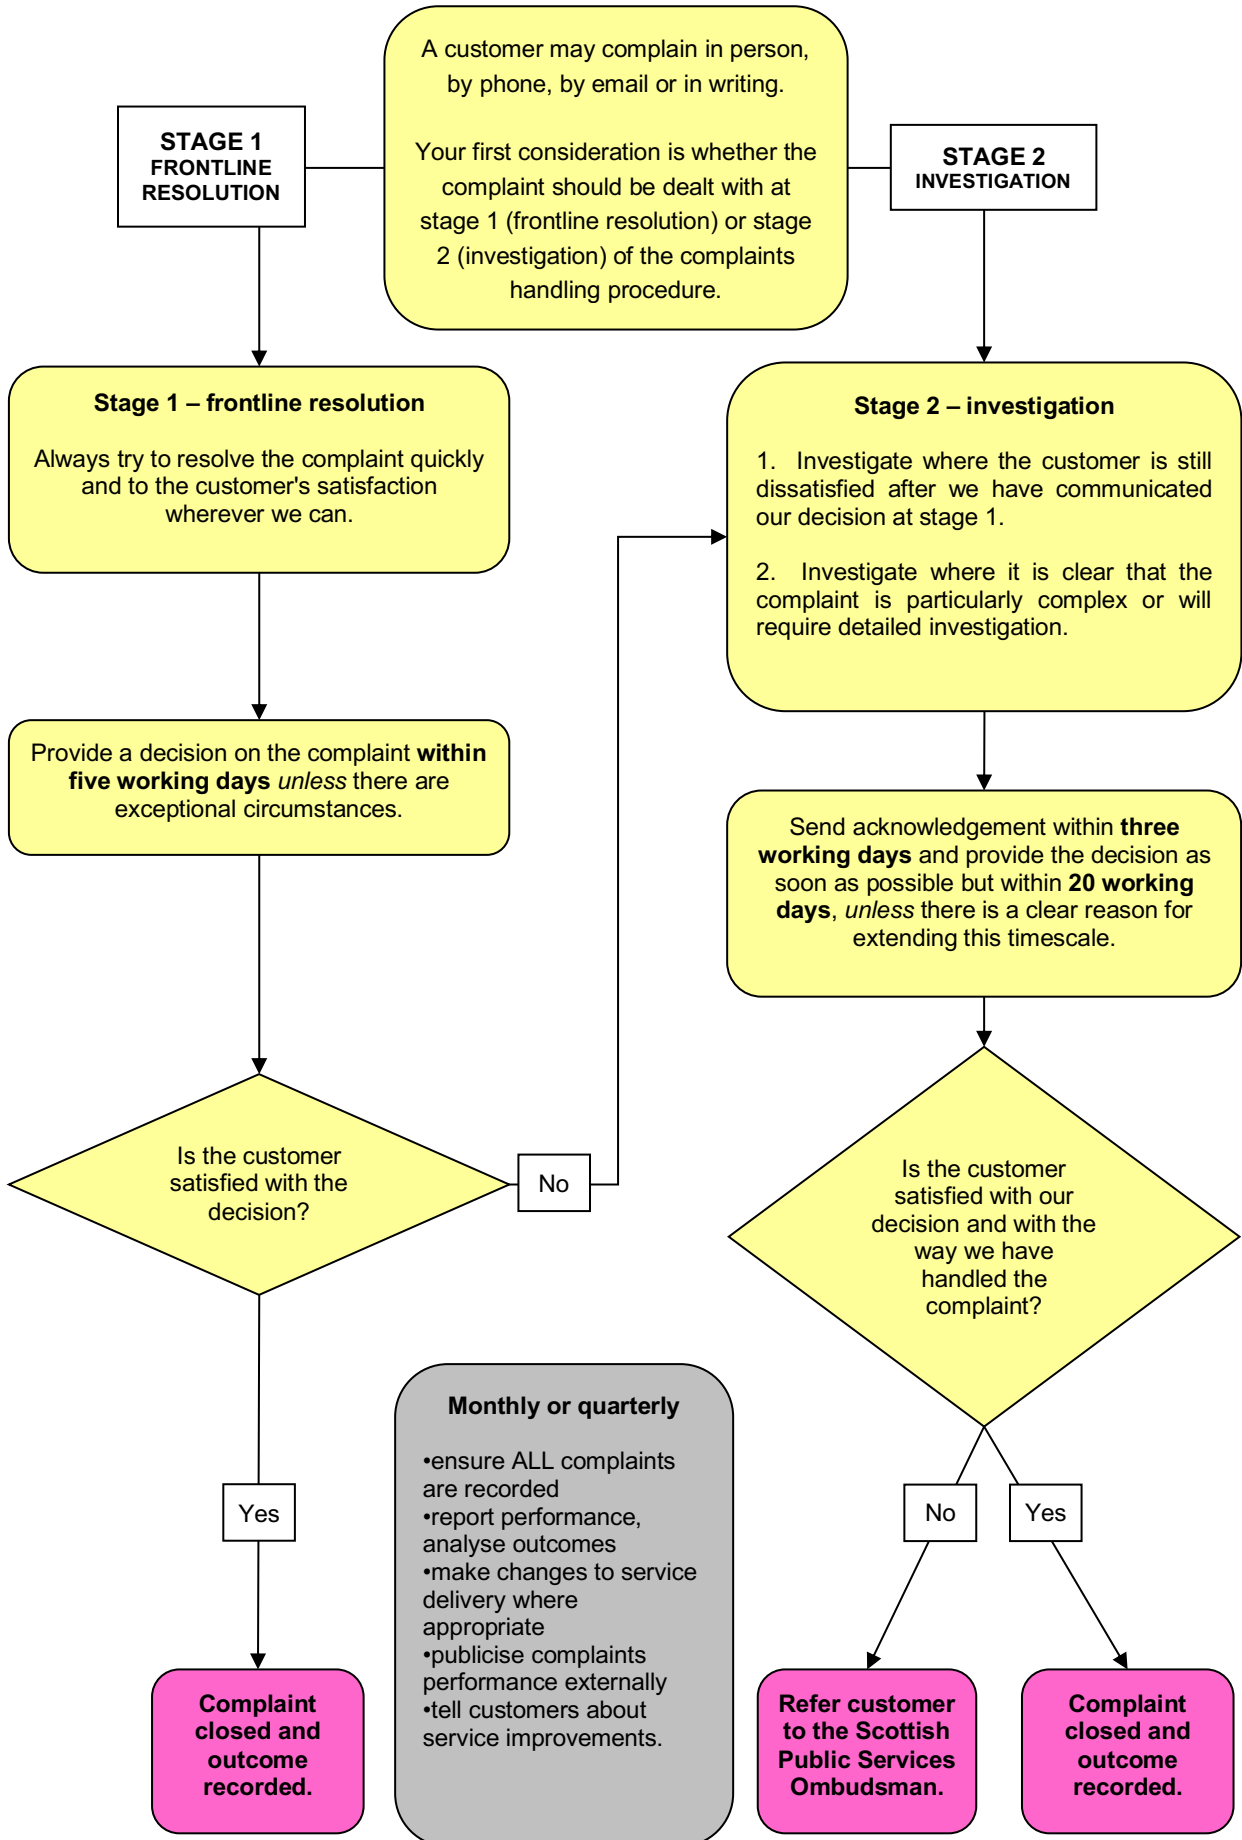 A customer may complain in person,
by phone, by email or in writing.
Your first consideration is whether the
complaint should be dealt with at
stage 1 (frontline resolution) or stage
2 (investigation) of the complaints
handling procedure.
STAGE 1
FRONTLINE
RESOLUTION
STAGE 2
INVESTIGATION
Stage 1 – frontline resolution
Always try to resolve the complaint quickly
and to the customer's satisfaction
wherever we can.
Provide a decision on the complaint within
five working days unless there are
exceptional circumstances.
Is the customer
satisfied with the
decision?
No
Yes
Complaint
closed and
outcome
recorded.
Stage 2 – investigation
1. Investigate where the customer is still
dissatisfied after we have communicated
our decision at stage 1.
2. Investigate where it is clear that the
complaint is particularly complex or will
require detailed investigation.
Send acknowledgement within three
working days and provide the decision as
soon as possible but within 20 working
days, unless there is a clear reason for
extending this timescale.
Is the customer
satisfied with our
decision and with the
way we have
handled the
complaint?
No
Yes
Refer customer
to the Scottish
Public Services
Ombudsman.
Complaint
closed and
outcome
recorded.
Monthly or quarterly
•ensure ALL complaints
are recorded
•report performance,
analyse outcomes
•make changes to service
delivery where
appropriate
•publicise complaints
performance externally
•tell customers about
service improvements.